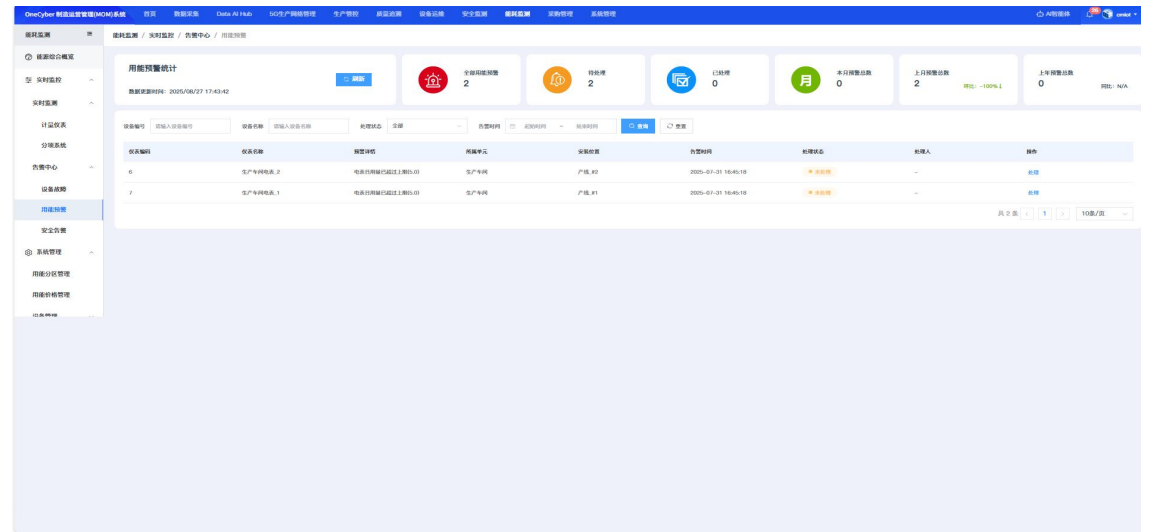 OneCyber 制造运营管理(MOM)系统 首页 数据采集 Data AI Hub 5G生产网络管理 生产管控 质量追溯 设备运维 安全监测 能耗监测 采购管理 系统管理 AI智能体 26 cmiot
能耗监测 能耗监测 / 实时监控 / 告警中心 / 用能预警
能源综合概览
实时监控
实时监测
计量仪表
分项系统
告警中心
设备故障
用能预警
安全告警
系统管理
用能分区管理
用能价格管理
设备管理
用能预警统计
数据更新时间: 2025/08/27 17:43:42
刷新
全部用能预警
2
待处理
2
已处理
0
月
本月预警总数
0
上月预警总数
2 环比: -100%↓
上年预警总数
0 同比: N/A
设备编号 请输入设备编号 设备名称 请输入设备名称 处理状态 全部 告警时间 起始时间 ~ 结束时间 查询 重置
仪表编码 仪表名称 预警详情 所属单元 安装位置 告警时间 处理状态 处理人 操作
6 生产车间电表_2 电表日用量已超过上限(5.0) 生产车间 产线_#2 2025-07-31 16:45:18 未处理 - 处理
7 生产车间电表_1 电表日用量已超过上限(5.0) 生产车间 产线_#1 2025-07-31 16:45:18 未处理 - 处理
共 2 条 < 1 > 10条/页